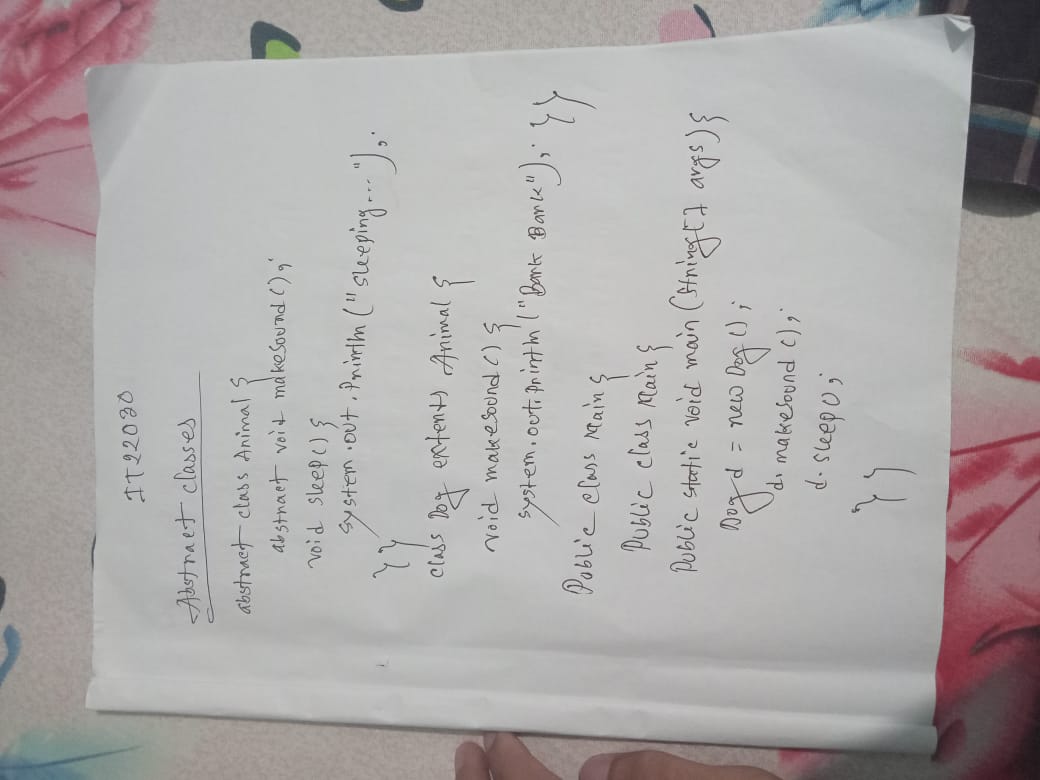 IT22030
Abstract classes
abstract class Animal {
abstract void makesound();
void sleep() {
system.out.println("sleeping...");
}}
class Dog extents Animal {
void makesound() {
system.out.println("Bark Bark"); }}
Public class Main {
Public class Main {
Public static void main (String[] args) {
Dog d = new Dog();
d. makesound();
d. sleep();
}}